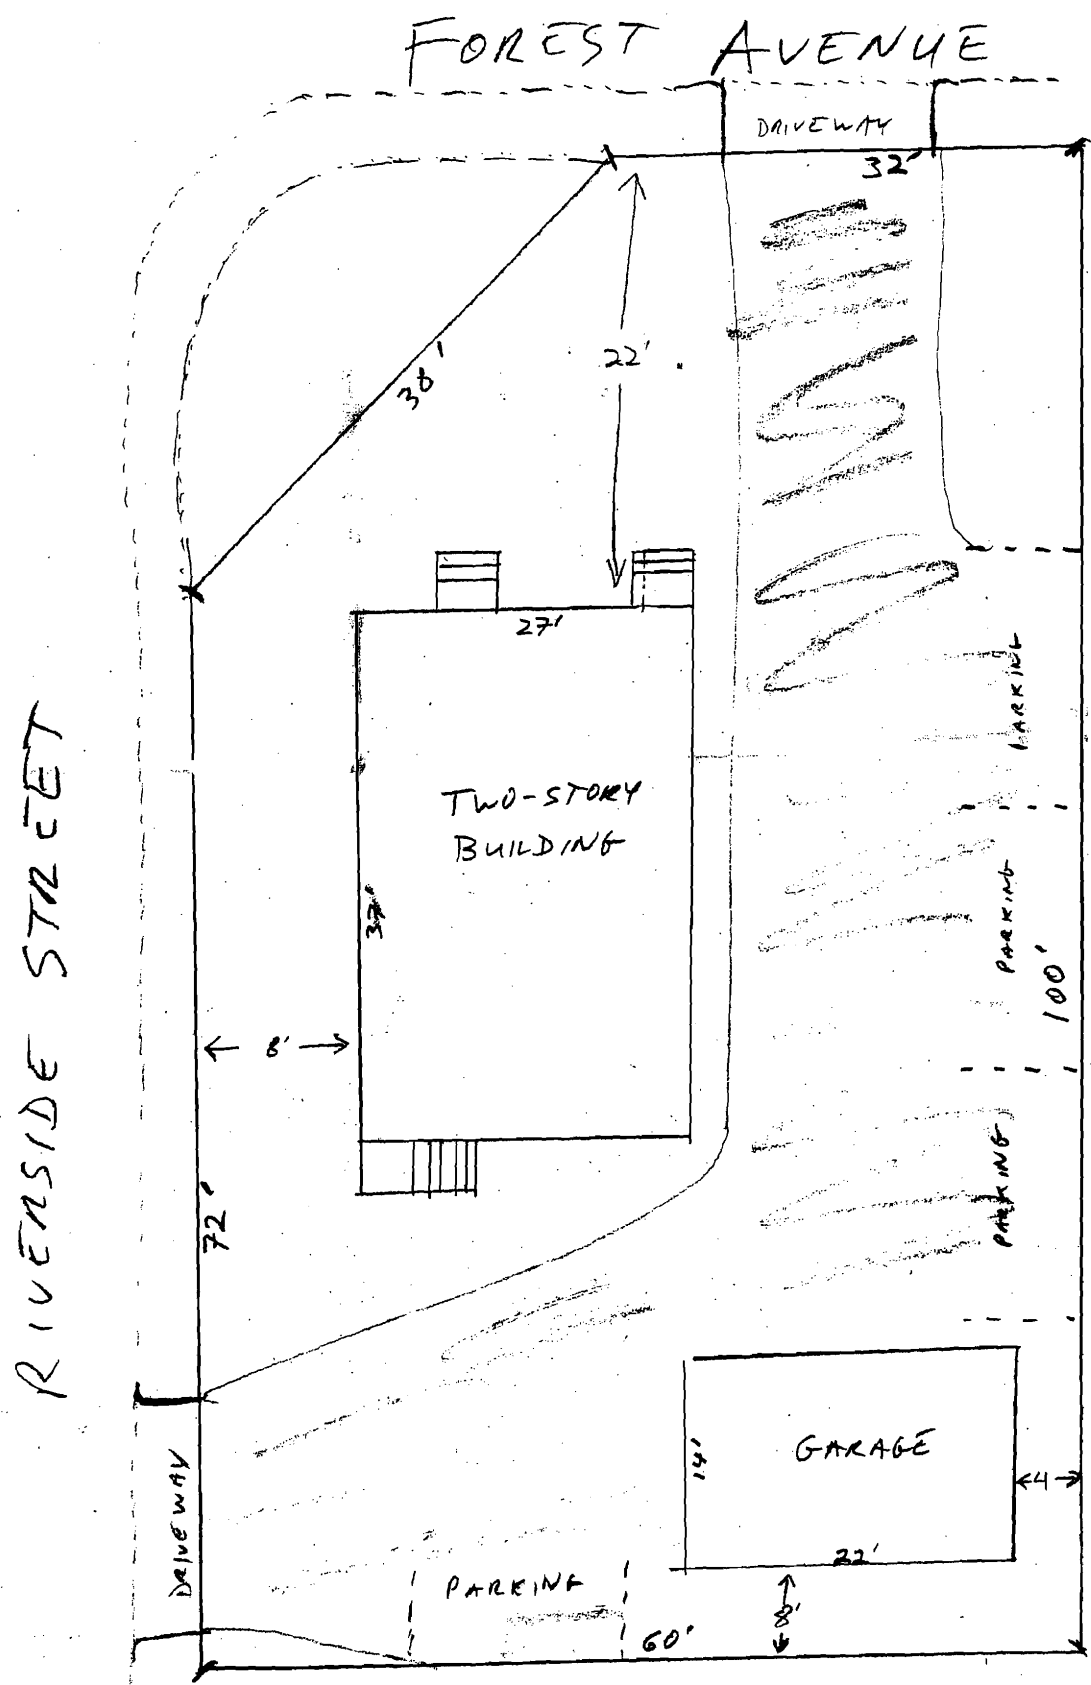 FOREST AVENUE
DRIVEWAY
32'
22'
38'
27'
RIVERSIDE STREET
PARKING
TWO-STORY
BUILDING
37'
PARKING
100'
8'
72'
PARKING
GARAGE
14'
4
DRIVEWAY
22'
PARKING
8'
60'